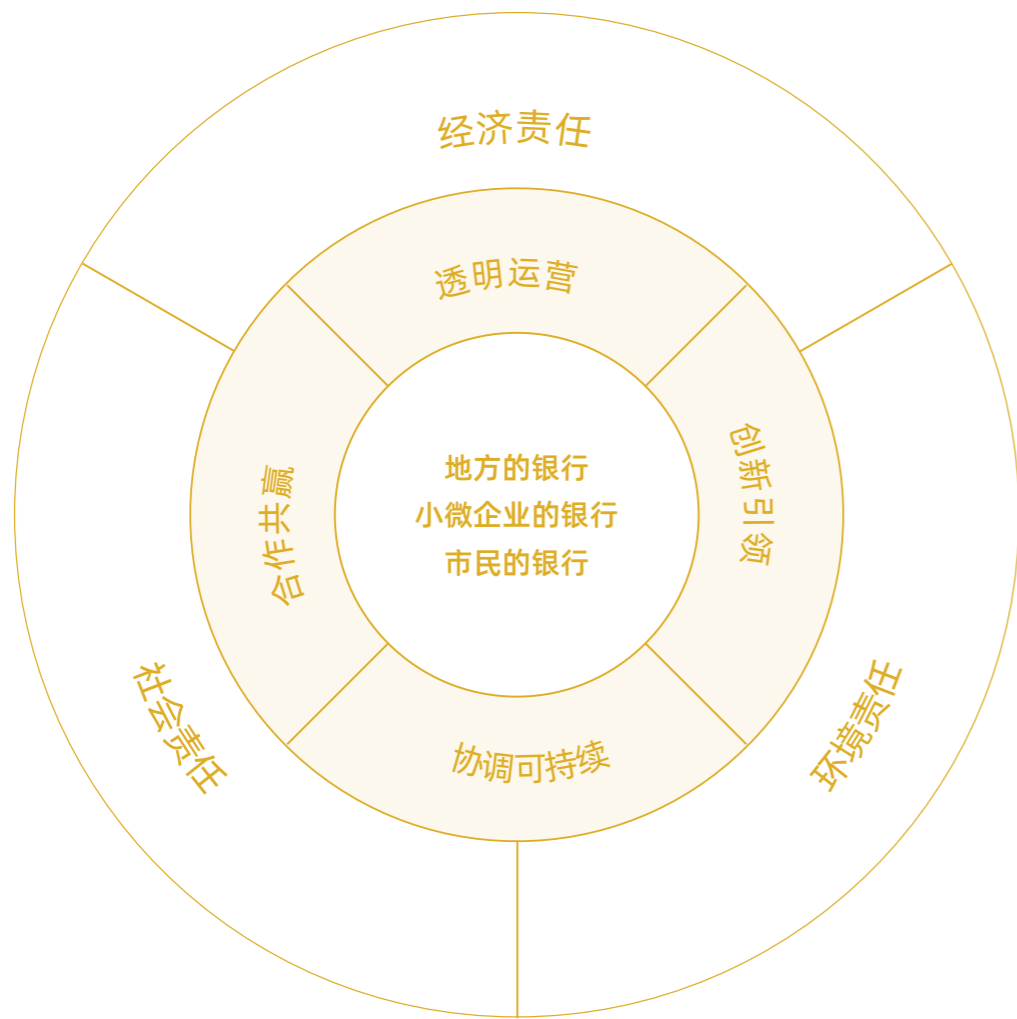 经济责任
透明运营
创新引领
合作共赢
地方的银行
小微企业的银行
市民的银行
社会责任
环境责任
协调可持续